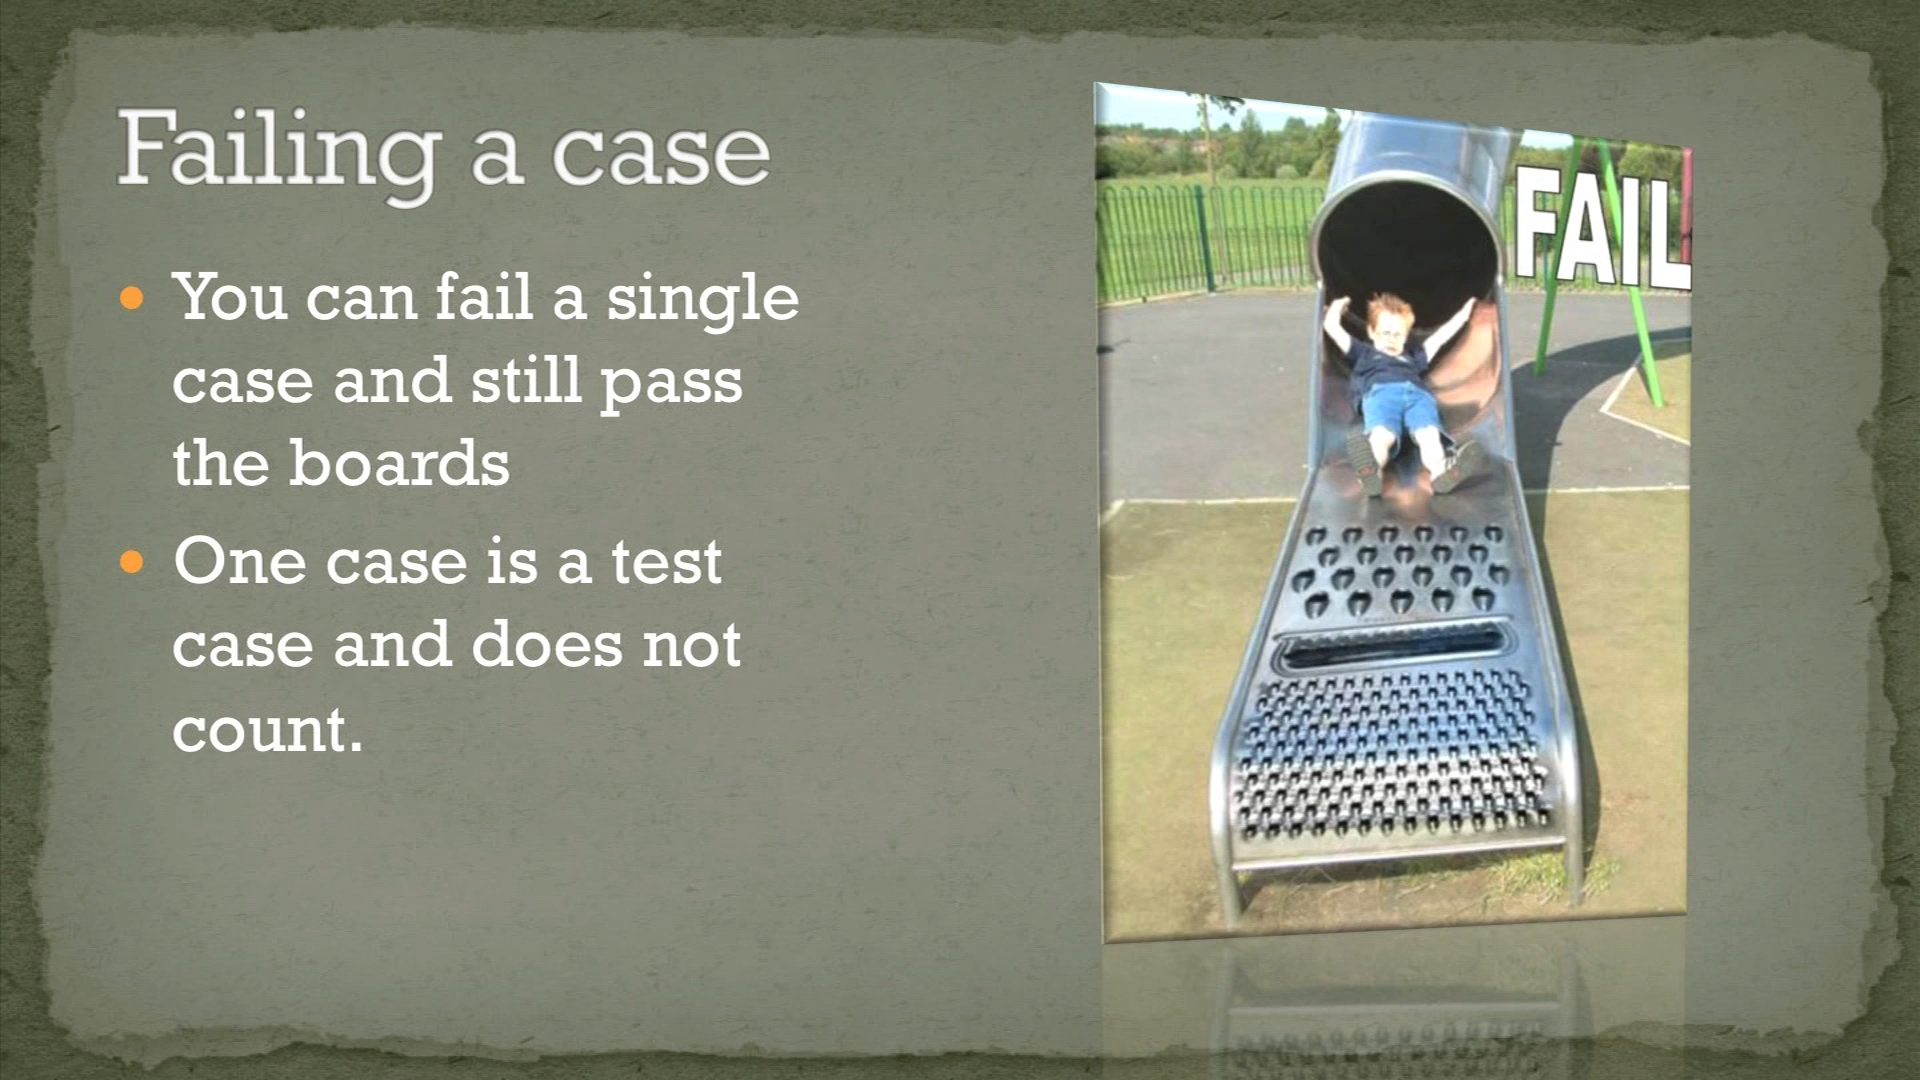 Failing a case
You can fail a single
case and still pass
the boards
One case is a test
case and does not
count.
FAIL